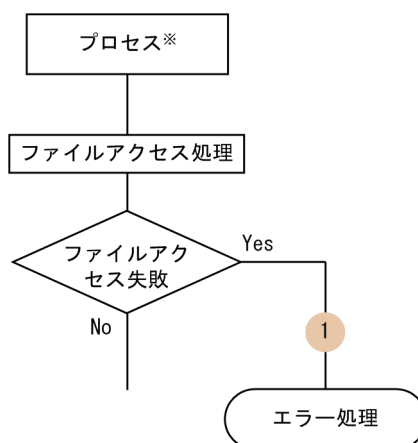 プロセス※
ファイルアクセス処理
ファイルアク
セス失敗
Yes
No
1
エラー処理